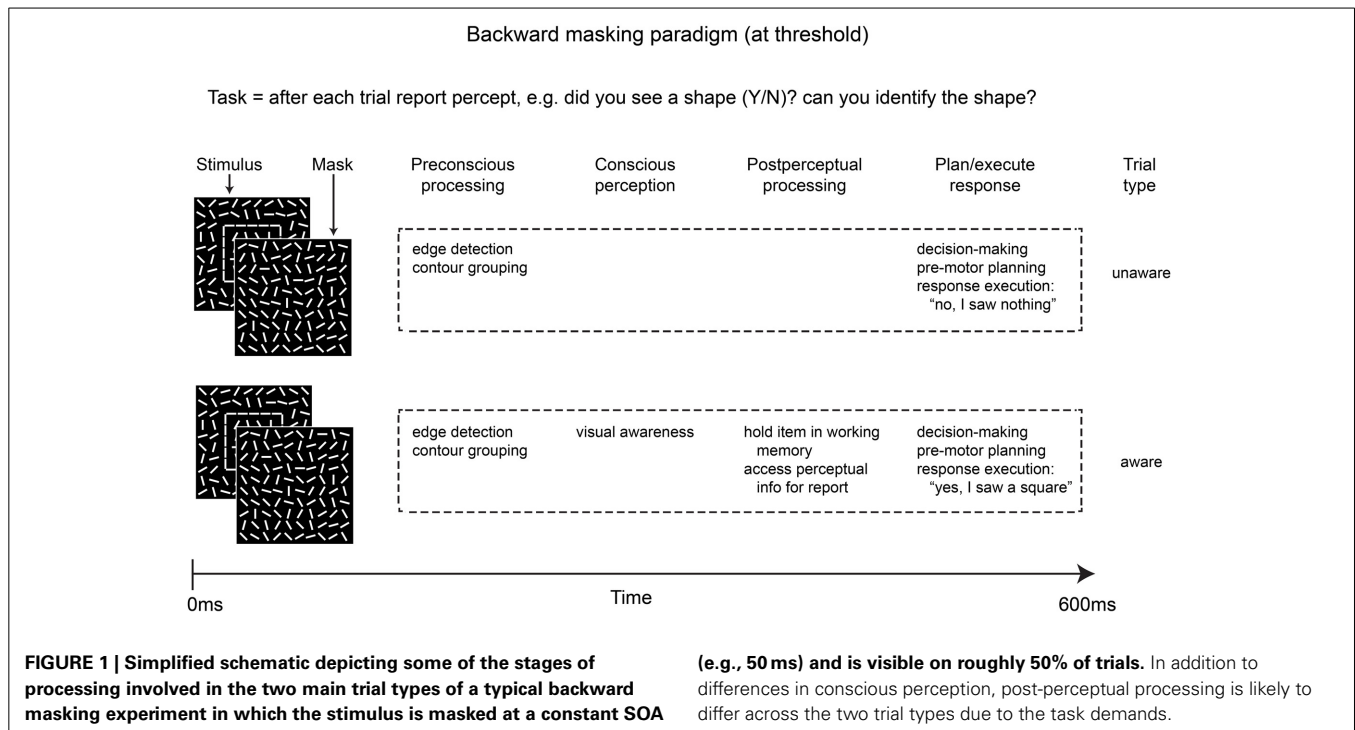 Backward masking paradigm (at threshold)
Task = after each trial report percept, e.g. did you see a shape (Y/N)? can you identify the shape?
Stimulus
Mask
Preconscious
processing
Conscious
perception
Postperceptual
processing
Plan/execute
response
Trial
type
edge detection
contour grouping
decision-making
pre-motor planning
response execution:
"no, I saw nothing"
unaware
edge detection
contour grouping
visual awareness
hold item in working
memory
access perceptual
info for report
decision-making
pre-motor planning
response execution:
"yes, I saw a square"
aware
0ms
Time
600ms
FIGURE 1 | Simplified schematic depicting some of the stages of
processing involved in the two main trial types of a typical backward
masking experiment in which the stimulus is masked at a constant SOA
(e.g., 50 ms) and is visible on roughly 50% of trials. In addition to
differences in conscious perception, post-perceptual processing is likely to
differ across the two trial types due to the task demands.